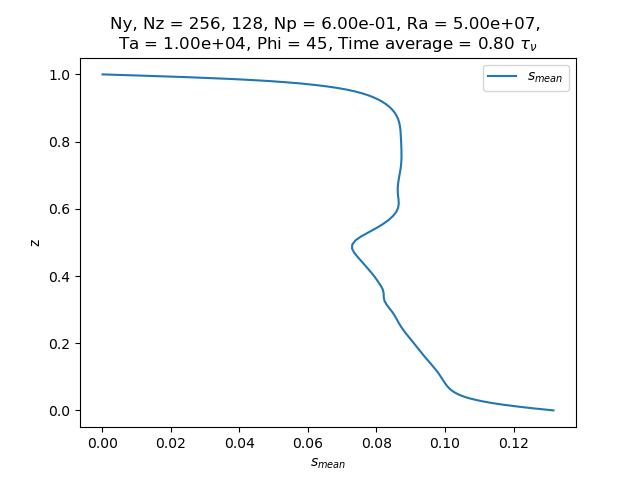 Ny, Nz = 256, 128, Np = 6.00e-01, Ra = 5.00e+07,
Ta = 1.00e+04, Phi = 45, Time average = 0.80 τ_ν
s_mean
1.0
0.8
0.6
0.4
0.2
0.0
z
0.00 0.02 0.04 0.06 0.08 0.10 0.12
s_mean